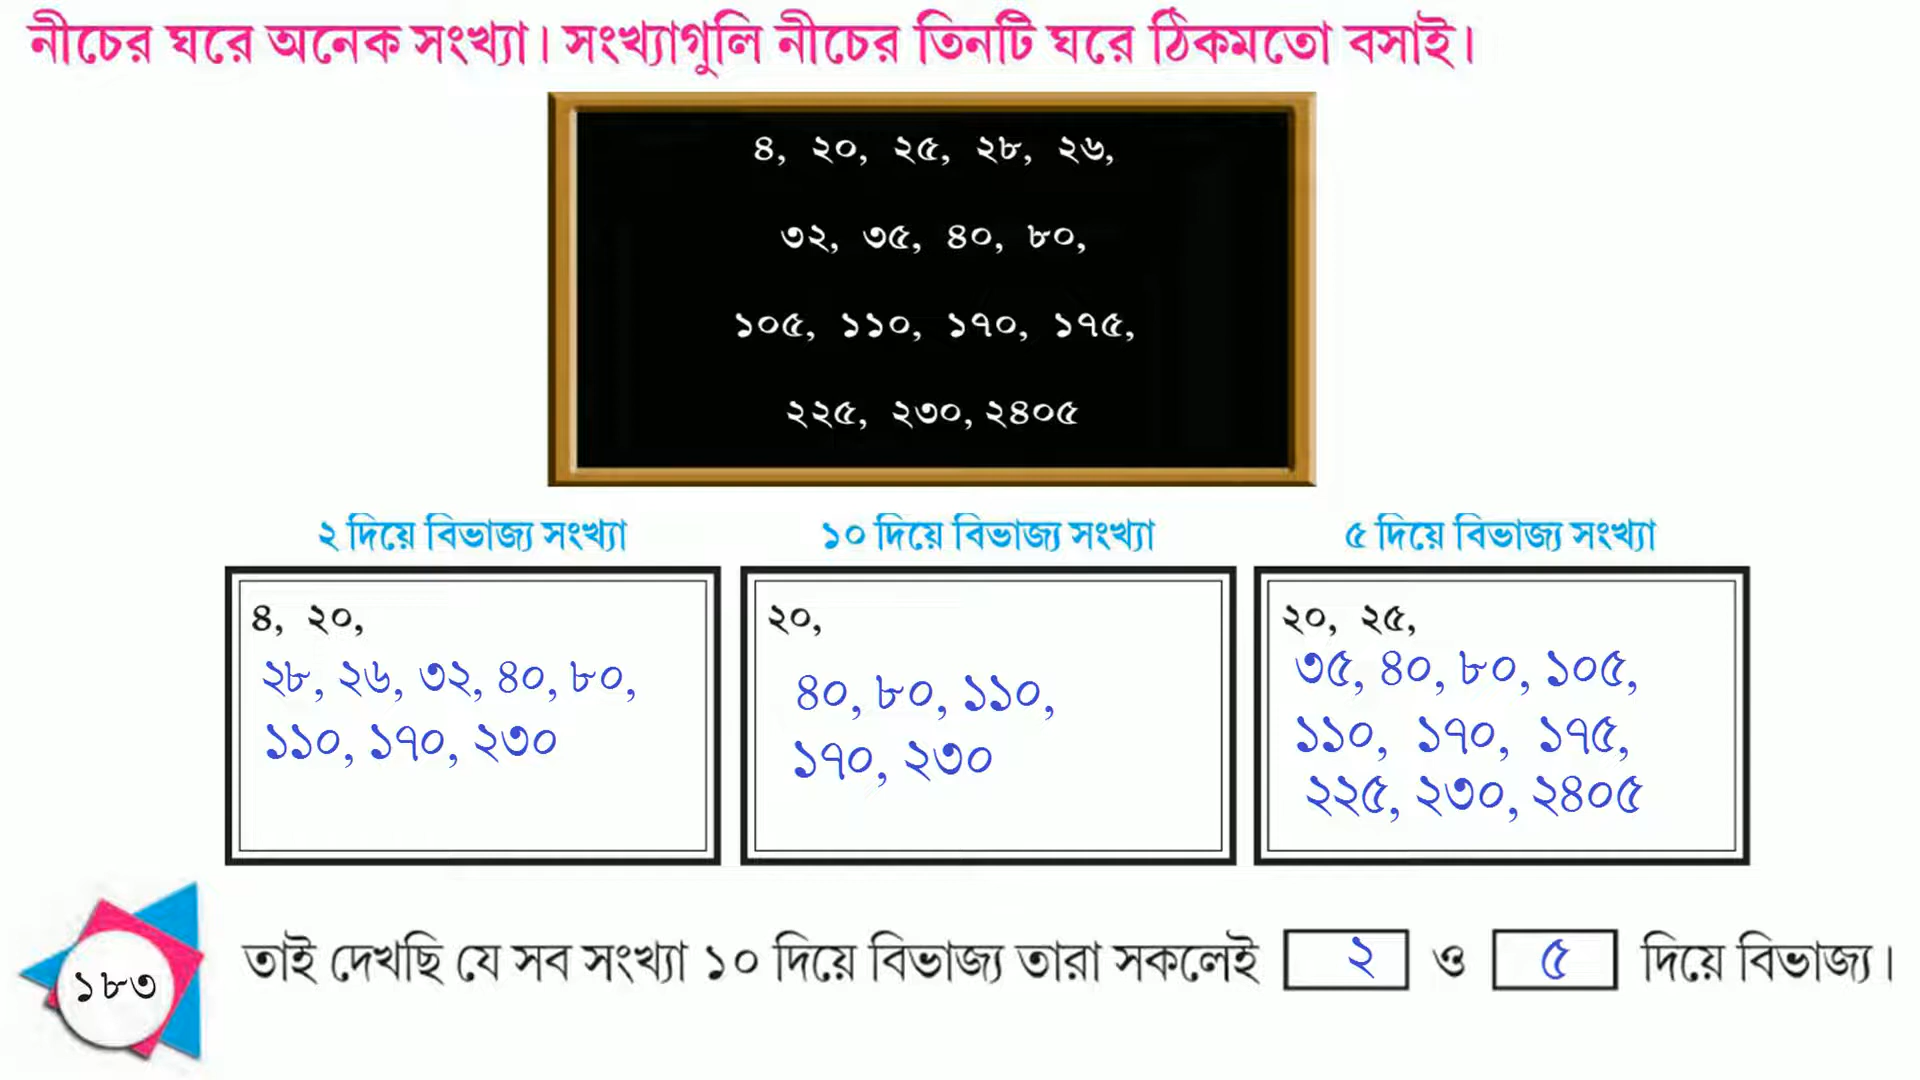 নীচের ঘরে অনেক সংখ্যা। সংখ্যাগুলি নীচের তিনটি ঘরে ঠিকমতো বসাই।
৪, ২০, ২৫, ২৮, ২৬,
৩২, ৩৫, ৪০, ৮০,
১০৫, ১১০, ১৭০, ১৭৫,
২২৫, ২৩০, ২৪০৫
২ দিয়ে বিভাজ্য সংখ্যা
৪, ২০,
২৮, ২৬, ৩২, ৪০, ৮০,
১১০, ১৭০, ২৩০
১০ দিয়ে বিভাজ্য সংখ্যা
২০,
৪০, ৮০, ১১০,
১৭০, ২৩০
৫ দিয়ে বিভাজ্য সংখ্যা
২০, ২৫,
৩৫, ৪০, ৮০, ১০৫,
১১০, ১৭০, ১৭৫,
২২৫, ২৩০, ২৪০৫
তাই দেখছি যে সব সংখ্যা ১০ দিয়ে বিভাজ্য তারা সকলেই ২ ও ৫ দিয়ে বিভাজ্য।
১৮৩